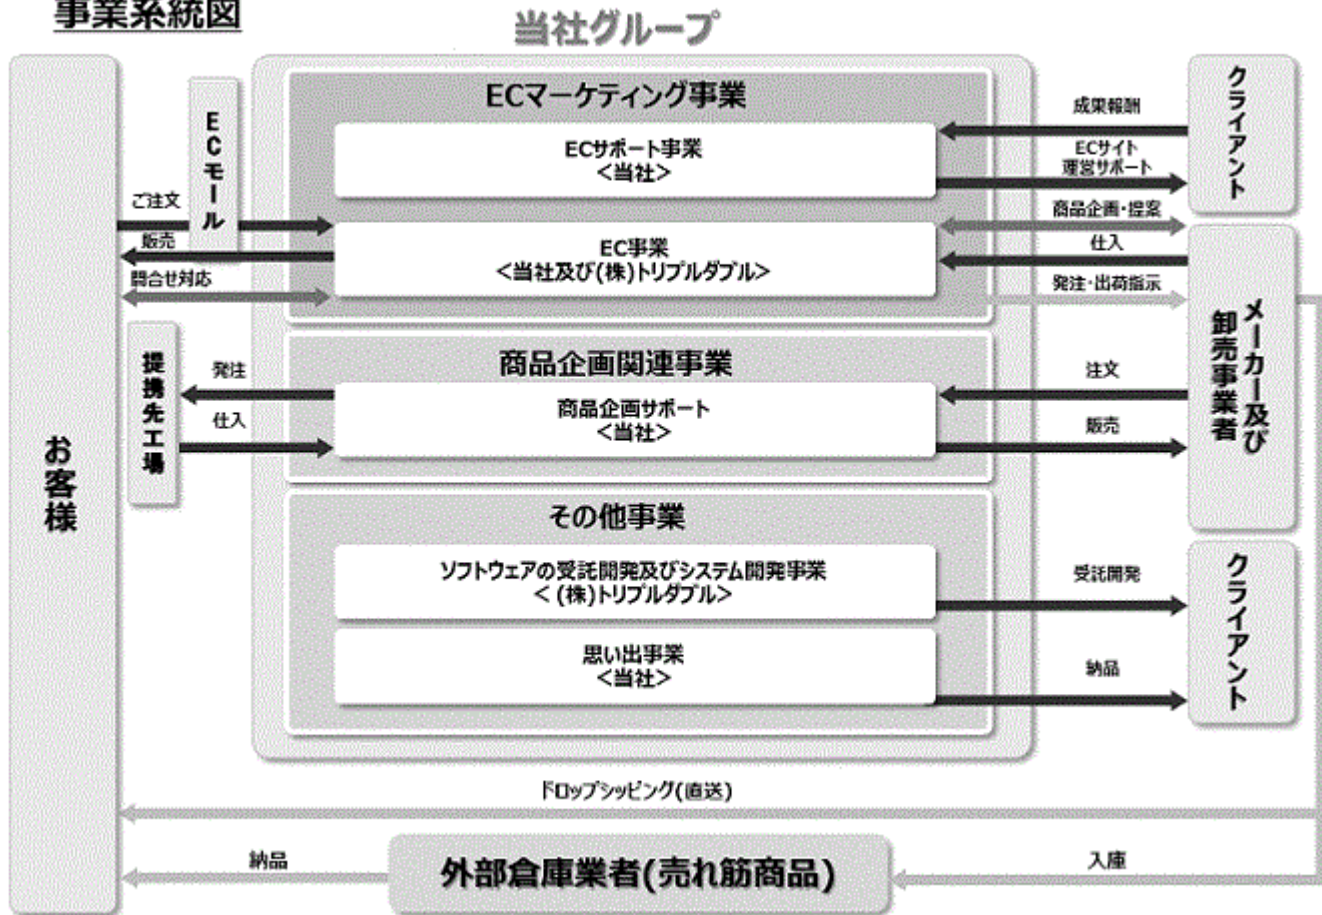 事業系統図
当社グループ
お客様
ECモール
ご注文
販売
問合せ対応
ECマーケティング事業
ECサポート事業
<当社>
EC事業
<当社及び(株)トリプルダブル>
成果報酬
ECサイト
運営サポート
商品企画・提案
仕入
発注・出荷指示
クライアント
メーカー及び
卸売事業者
提携先工場
発注
仕入
商品企画関連事業
商品企画サポート
<当社>
注文
販売
その他事業
ソフトウェアの受託開発及びシステム開発事業
< (株)トリプルダブル>
思い出事業
<当社>
受託開発
納品
クライアント
ドロップシッピング(直送)
納品
外部倉庫業者(売れ筋商品)
入庫